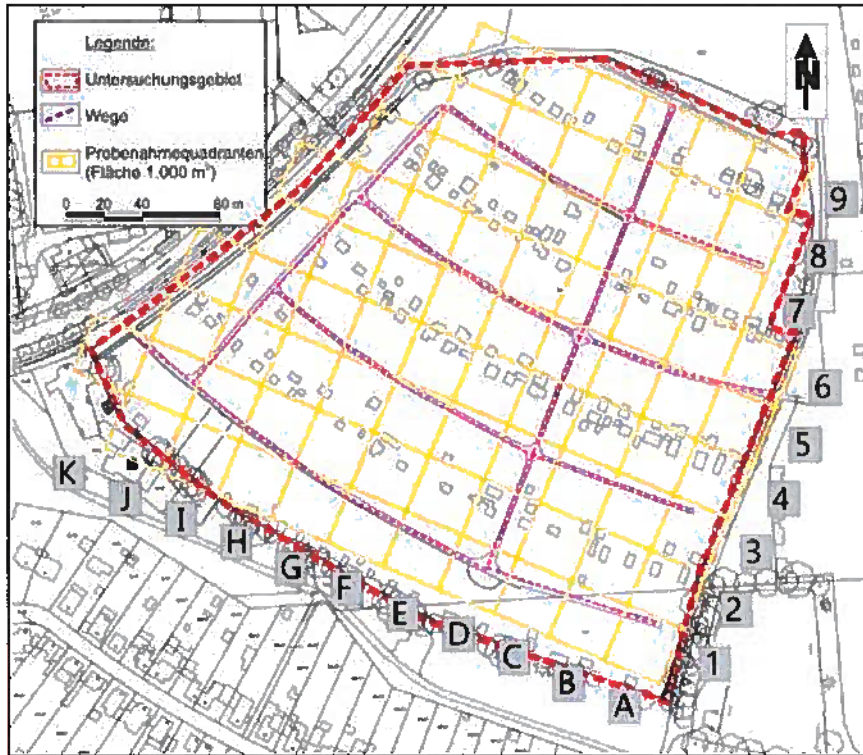 Legende:
Untersuchungsgebiet
Wege
Probenahmequadranten
(Fläche 1.000 m²)
0 20 40 80 m
N
9
8
7
6
5
4
3
2
1
K
J
I
H
G
F
E
D
C
B
A